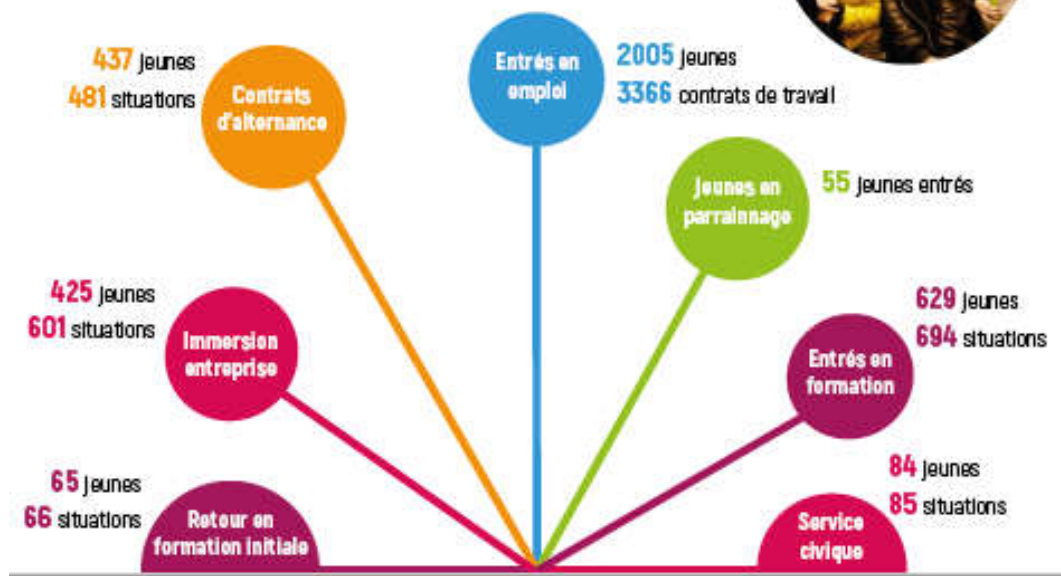 437 jeunes
481 situations
Contrats
d'alternance
Entrés en
emploi
2005 jeunes
3366 contrats de travail
Jeunes en
parrainnage
55 jeunes entrés
425 jeunes
601 situations
Immersion
entreprise
629 jeunes
694 situations
Entrés en
formation
65 jeunes
66 situations
Retour en
formation initiale
84 jeunes
85 situations
Service
civique